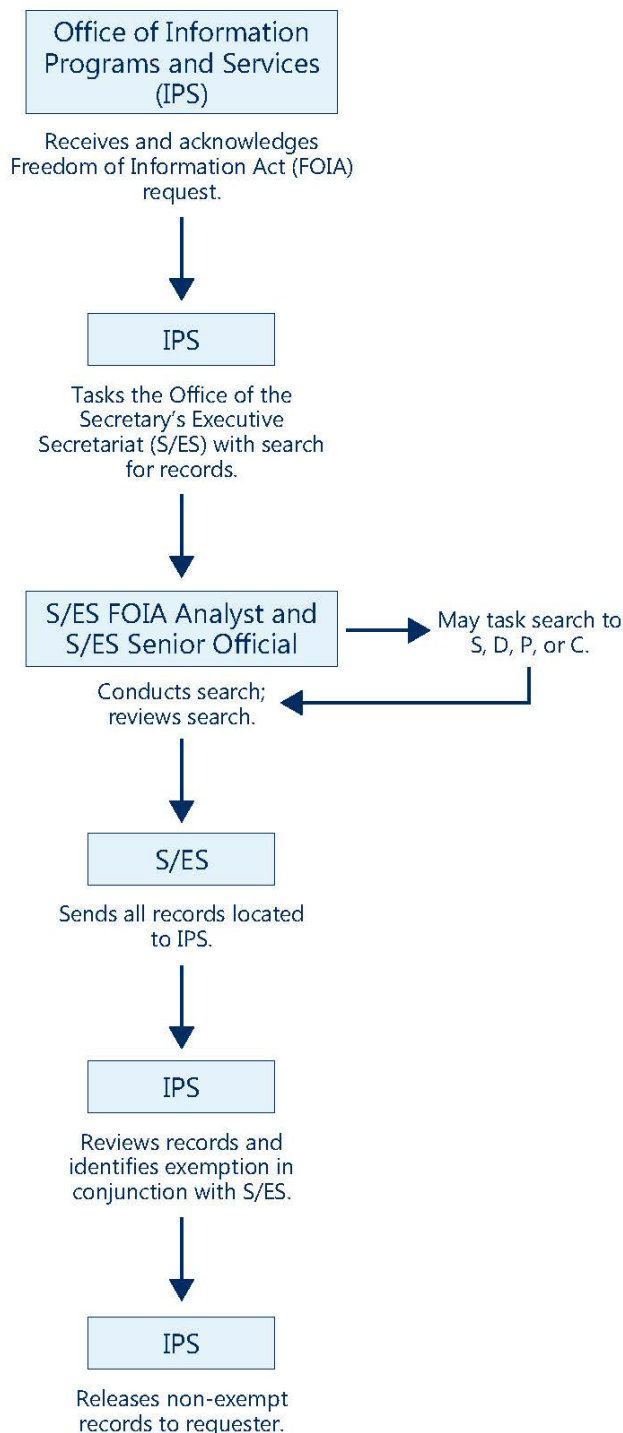 Office of Information
Programs and Services
(IPS)
Receives and acknowledges
Freedom of Information Act (FOIA)
request.
IPS
Tasks the Office of the
Secretary’s Executive
Secretariat (S/ES) with search
for records.
S/ES FOIA Analyst and
S/ES Senior Official
May task search to
S, D, P, or C.
Conducts search;
reviews search.
S/ES
Sends all records located
to IPS.
IPS
Reviews records and
identifies exemption in
conjunction with S/ES.
IPS
Releases non-exempt
records to requester.